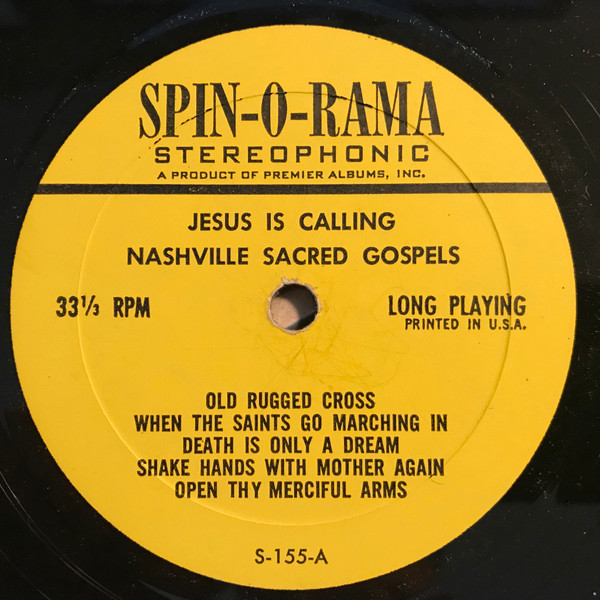 SPIN-O-RAMA
STEREOPHONIC
A PRODUCT OF PREMIER ALBUMS, INC.
JESUS IS CALLING
NASHVILLE SACRED GOSPELS
33⅓ RPM
LONG PLAYING
PRINTED IN U.S.A.
OLD RUGGED CROSS
WHEN THE SAINTS GO MARCHING IN
DEATH IS ONLY A DREAM
SHAKE HANDS WITH MOTHER AGAIN
OPEN THY MERCIFUL ARMS
S-155-A